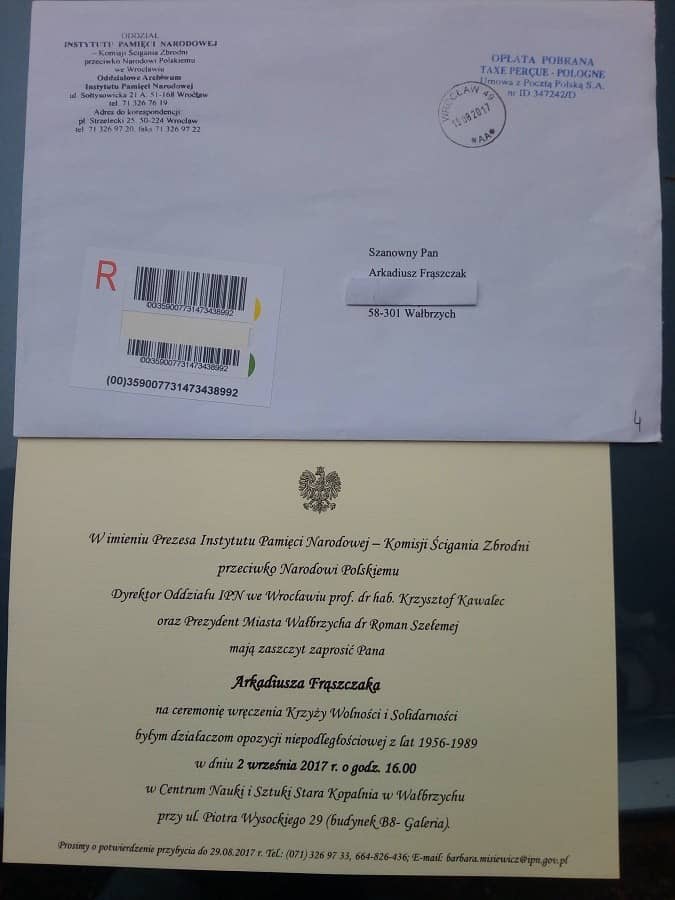 ODDZIAŁ
INSTYTUTU PAMIĘCI NARODOWEJ
– Komisji Ścigania Zbrodni
przeciwko Narodowi Polskiemu
we Wrocławiu
Oddziałowe Archiwum
Instytutu Pamięci Narodowej
ul. Sołtysowicka 21 A, 51-168 Wrocław
tel. 71 326 76 19
Adres do korespondencji
pl. Strzelecki 25, 50-224 Wrocław
tel. 71 326 97 20, faks 71 326 97 22
OPŁATA POBRANA
TAXE PERÇUE - POLOGNE
Umowa z Pocztą Polską S.A.
nr ID 347242/D
WROCŁAW 49
15 08 2017
*AA*
Szanowny Pan
Arkadiusz Frąszczak
58-301 Wałbrzych
R
00359007731473438992
00359007731473438992
(00)359007731473438992
4
W imieniu Prezesa Instytutu Pamięci Narodowej – Komisji Ścigania Zbrodni
przeciwko Narodowi Polskiemu
Dyrektor Oddziału IPN we Wrocławiu prof. dr hab. Krzysztof Kawalec
oraz Prezydent Miasta Wałbrzycha dr Roman Szełemej
mają zaszczyt zaprosić Pana
Arkadiusza Frąszczaka
na ceremonię wręczenia Krzyży Wolności i Solidarności
byłym działaczom opozycji niepodległościowej z lat 1956-1989
w dniu 2 września 2017 r. o godz. 16.00
w Centrum Nauki i Sztuki Stara Kopalnia w Wałbrzychu
przy ul. Piotra Wysockiego 29 (budynek B8- Galeria).
Prosimy o potwierdzenie przybycia do 29.08.2017 r. Tel.: (071) 326 97 33, 664-826-436; E-mail: barbara.misiewicz@ipn.gov.pl